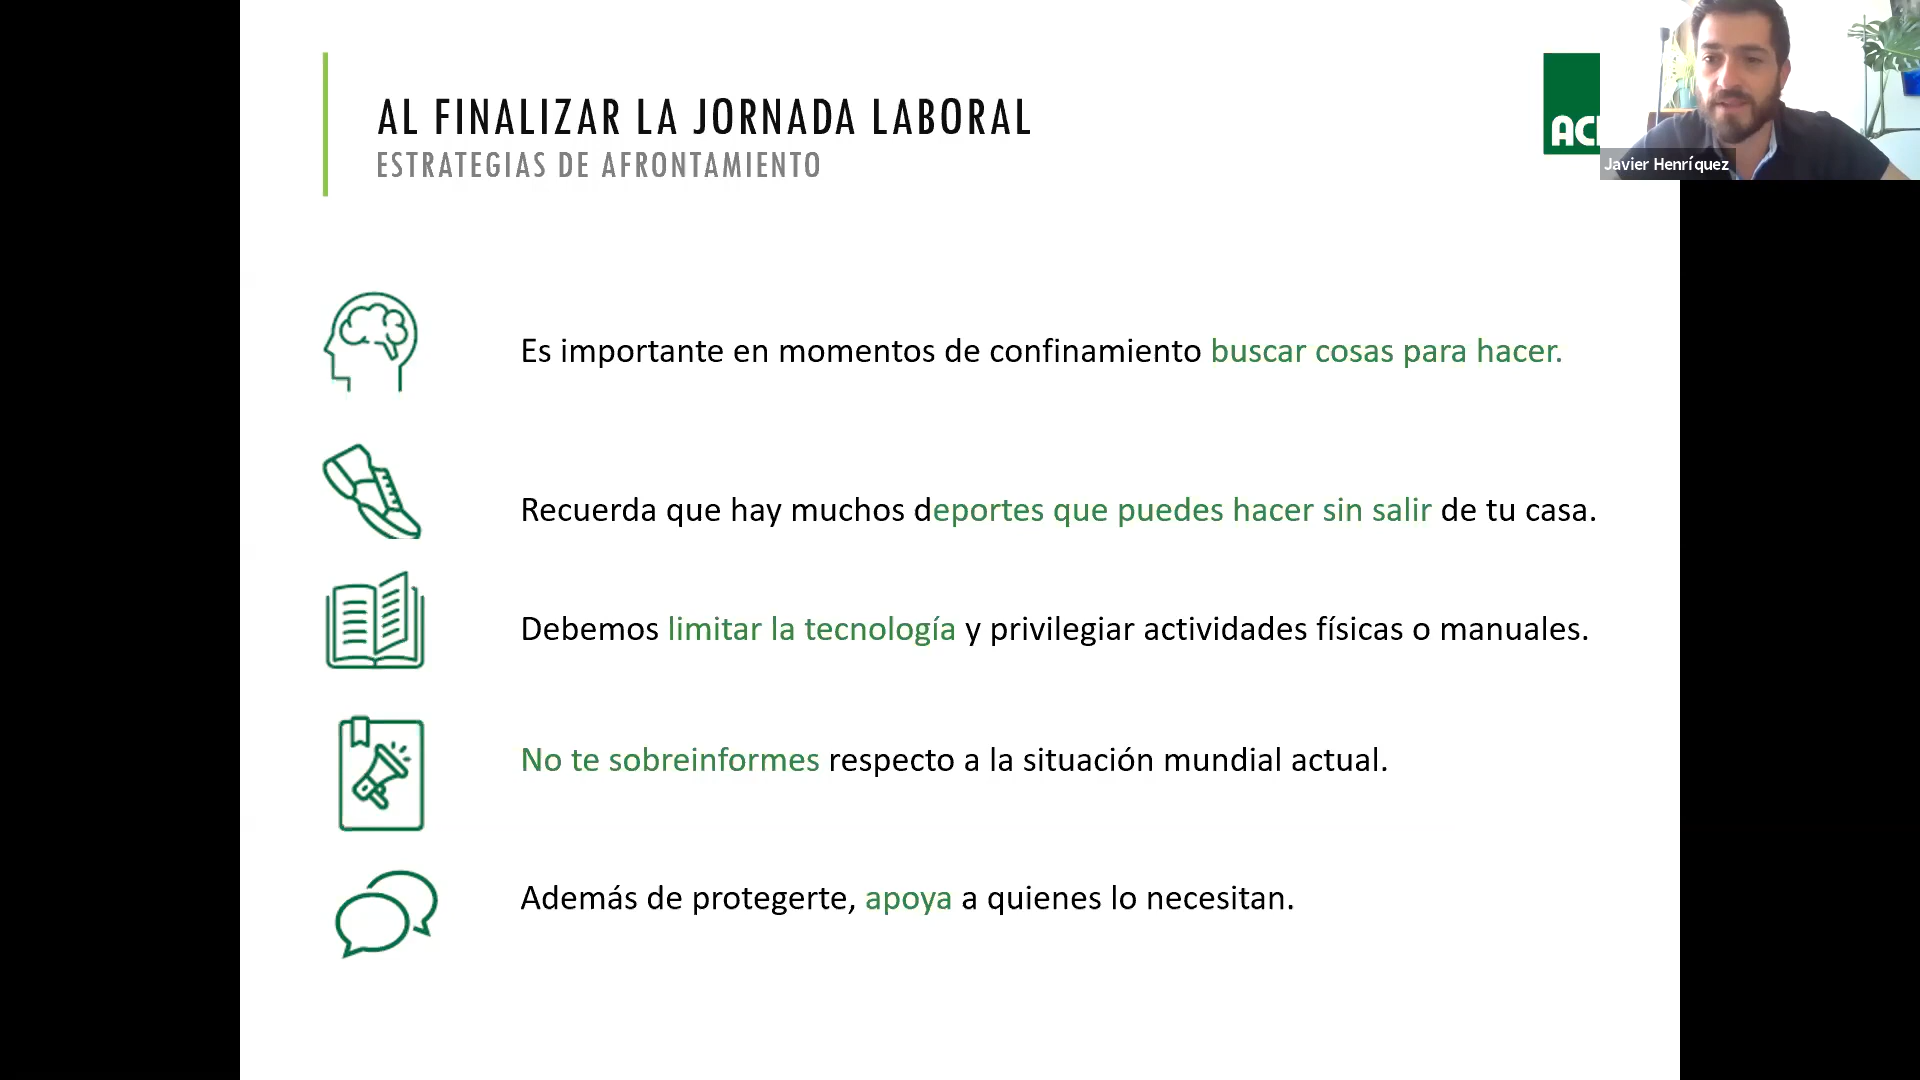 AL FINALIZAR LA JORNADA LABORAL
ESTRATEGIAS DE AFRONTAMIENTO
Javier Henríquez
Es importante en momentos de confinamiento buscar cosas para hacer.
Recuerda que hay muchos deportes que puedes hacer sin salir de tu casa.
Debemos limitar la tecnología y privilegiar actividades físicas o manuales.
No te sobreinformes respecto a la situación mundial actual.
Además de protegerte, apoya a quienes lo necesitan.